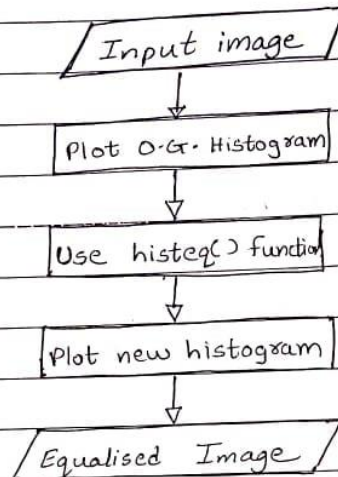 Input image
Plot O.G. Histogram
Use histeq() function
Plot new histogram
Equalised Image